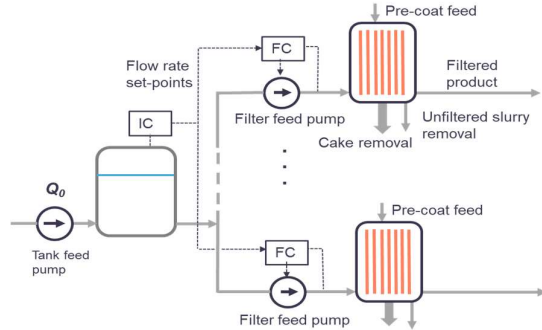 Pre-coat feed
FC
Flow rate
set-points
Filtered
product
IC
Filter feed pump
Unfiltered slurry
removal
Cake removal
Q0
Pre-coat feed
Tank feed
pump
FC
Filter feed pump